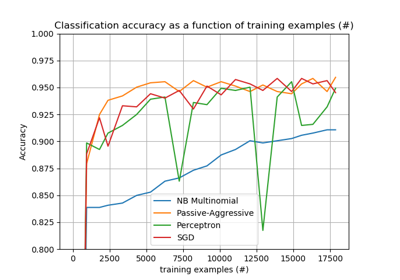 Classification accuracy as a function of training examples (#)
1.000
0.975
0.950
0.925
0.900
0.875
0.850
0.825
0.800
Accuracy
NB Multinomial
Passive-Aggressive
Perceptron
SGD
0 2500 5000 7500 10000 12500 15000 17500
training examples (#)